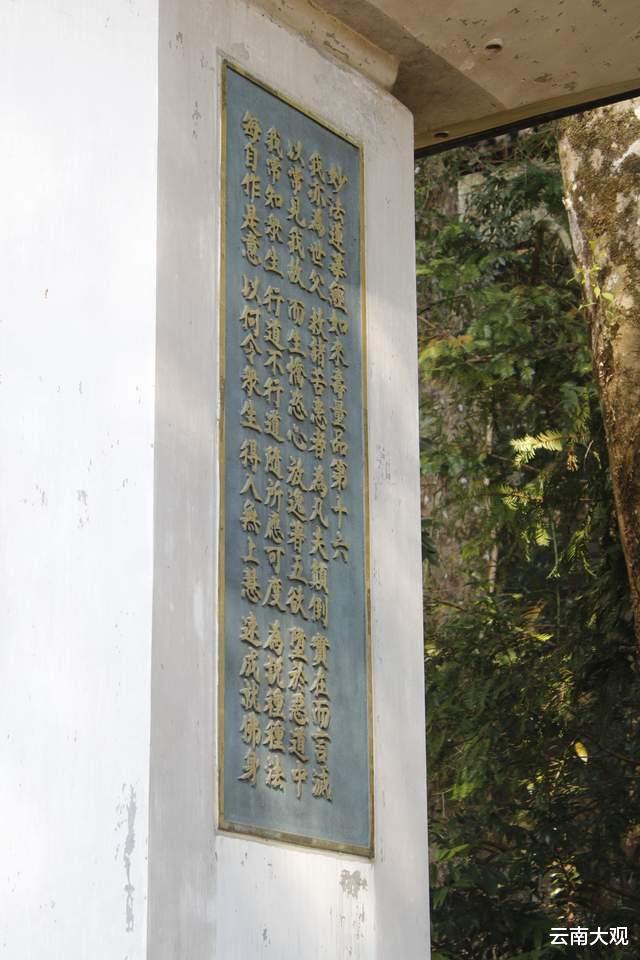 妙法蓮華經如來壽量品第十六
我亦為世父 救諸苦患者 為凡夫顛倒 實在而言滅
以常見我故 而生憍恣心 放逸著五欲 墮於惡道中
我常知衆生 行道不行道 隨所應可度 為說種種法
每自作是意 以何令衆生 得入無上慧 速成就佛身
云南大观